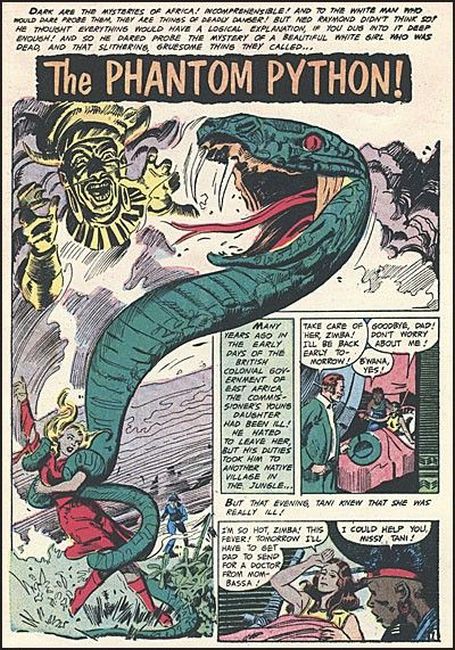 DARK ARE THE MYSTERIES OF AFRICA! INCOMPREHENSIBLE! AND TO THE WHITE MAN WHO
WOULD DARE PROBE THEM, THEY ARE THINGS OF DEADLY DANGER! BUT NED RAYMOND DIDN'T THINK SO!
HE THOUGHT EVERYTHING WOULD HAVE A LOGICAL EXPLANATION, IF YOU DUG INTO IT DEEP
ENOUGH! AND SO HE DARED PROBE THE MYSTERY OF A BEAUTIFUL WHITE GIRL WHO WAS
DEAD, AND THAT SLITHERING, GRUESOME THING THEY CALLED...
The PHANTOM PYTHON!
MANY
YEARS AGO IN
THE EARLY
DAYS OF THE
BRITISH
COLONIAL GOV-
ERNMENT OF
EAST AFRICA
THE COMMIS-
SIONER'S YOUNG
DAUGHTER
HAD BEEN ILL!
HE HATED
TO LEAVE HER,
BUT HIS DUTIES
TOOK HIM TO
ANOTHER NATIVE
VILLAGE IN
THE JUNGLE...
TAKE CARE OF
HER, ZIMBA!
I'LL BE BACK
EARLY TO-
MORROW!
GOODBYE, DAD!
DON'T WORRY
ABOUT ME!
B'WANA,
YES!
BUT THAT EVENING, TANI KNEW THAT SHE WAS
REALLY ILL!
I'M SO HOT, ZIMBA! THIS
FEVER! TOMORROW I'LL
HAVE TO GET
DAD TO SEND
FOR A DOCTOR
FROM MOM-
BASSA!
I COULD HELP YOU,
MISSY TANI!